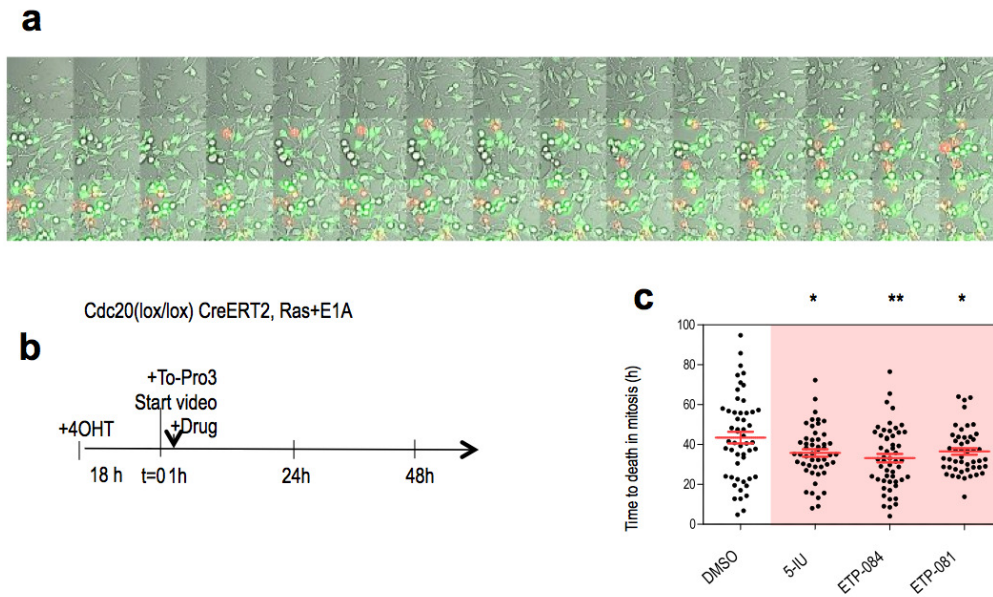 a
Cdc20(lox/lox) CreERT2, Ras+E1A
b
+To-Pro3
Start video
+4OHT
+Drug
18 h
t=0
1h
24h
48h
c
* ** *
Time to death in mitosis (h)
100
80
60
40
20
0
DMSO
5-IU
ETP-084
ETP-081